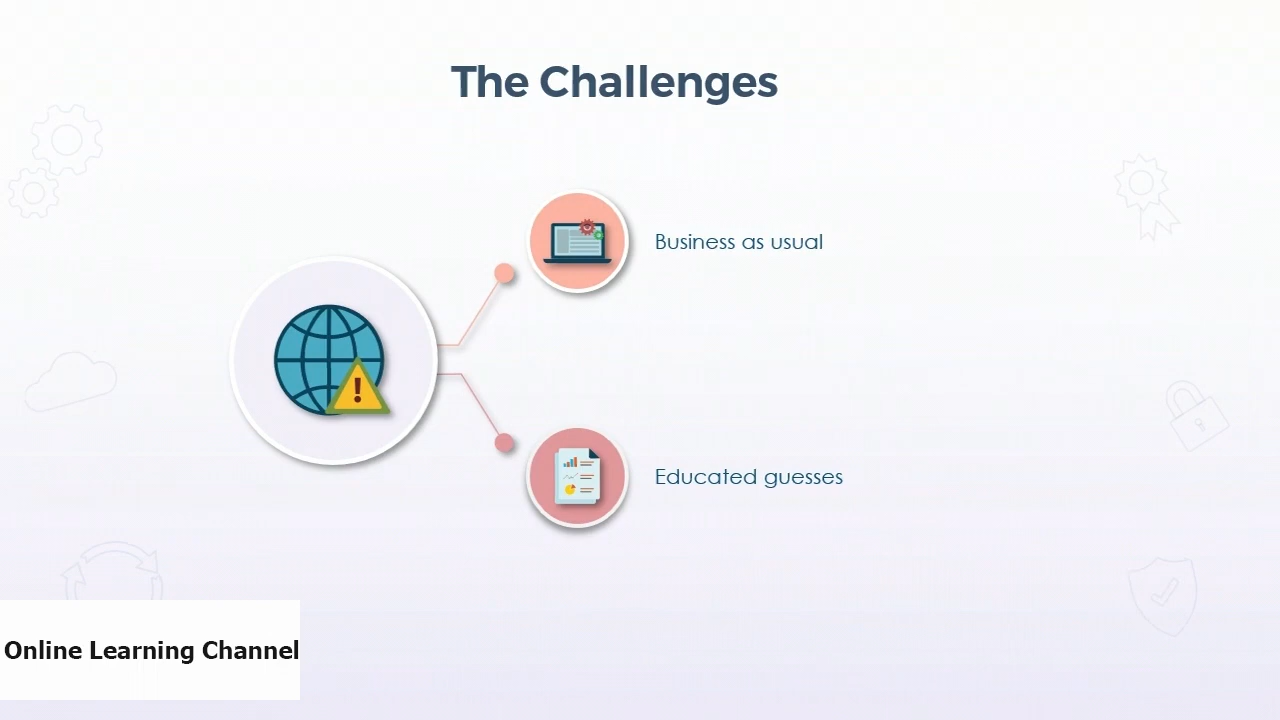 The Challenges
Business as usual
Educated guesses
Online Learning Channel